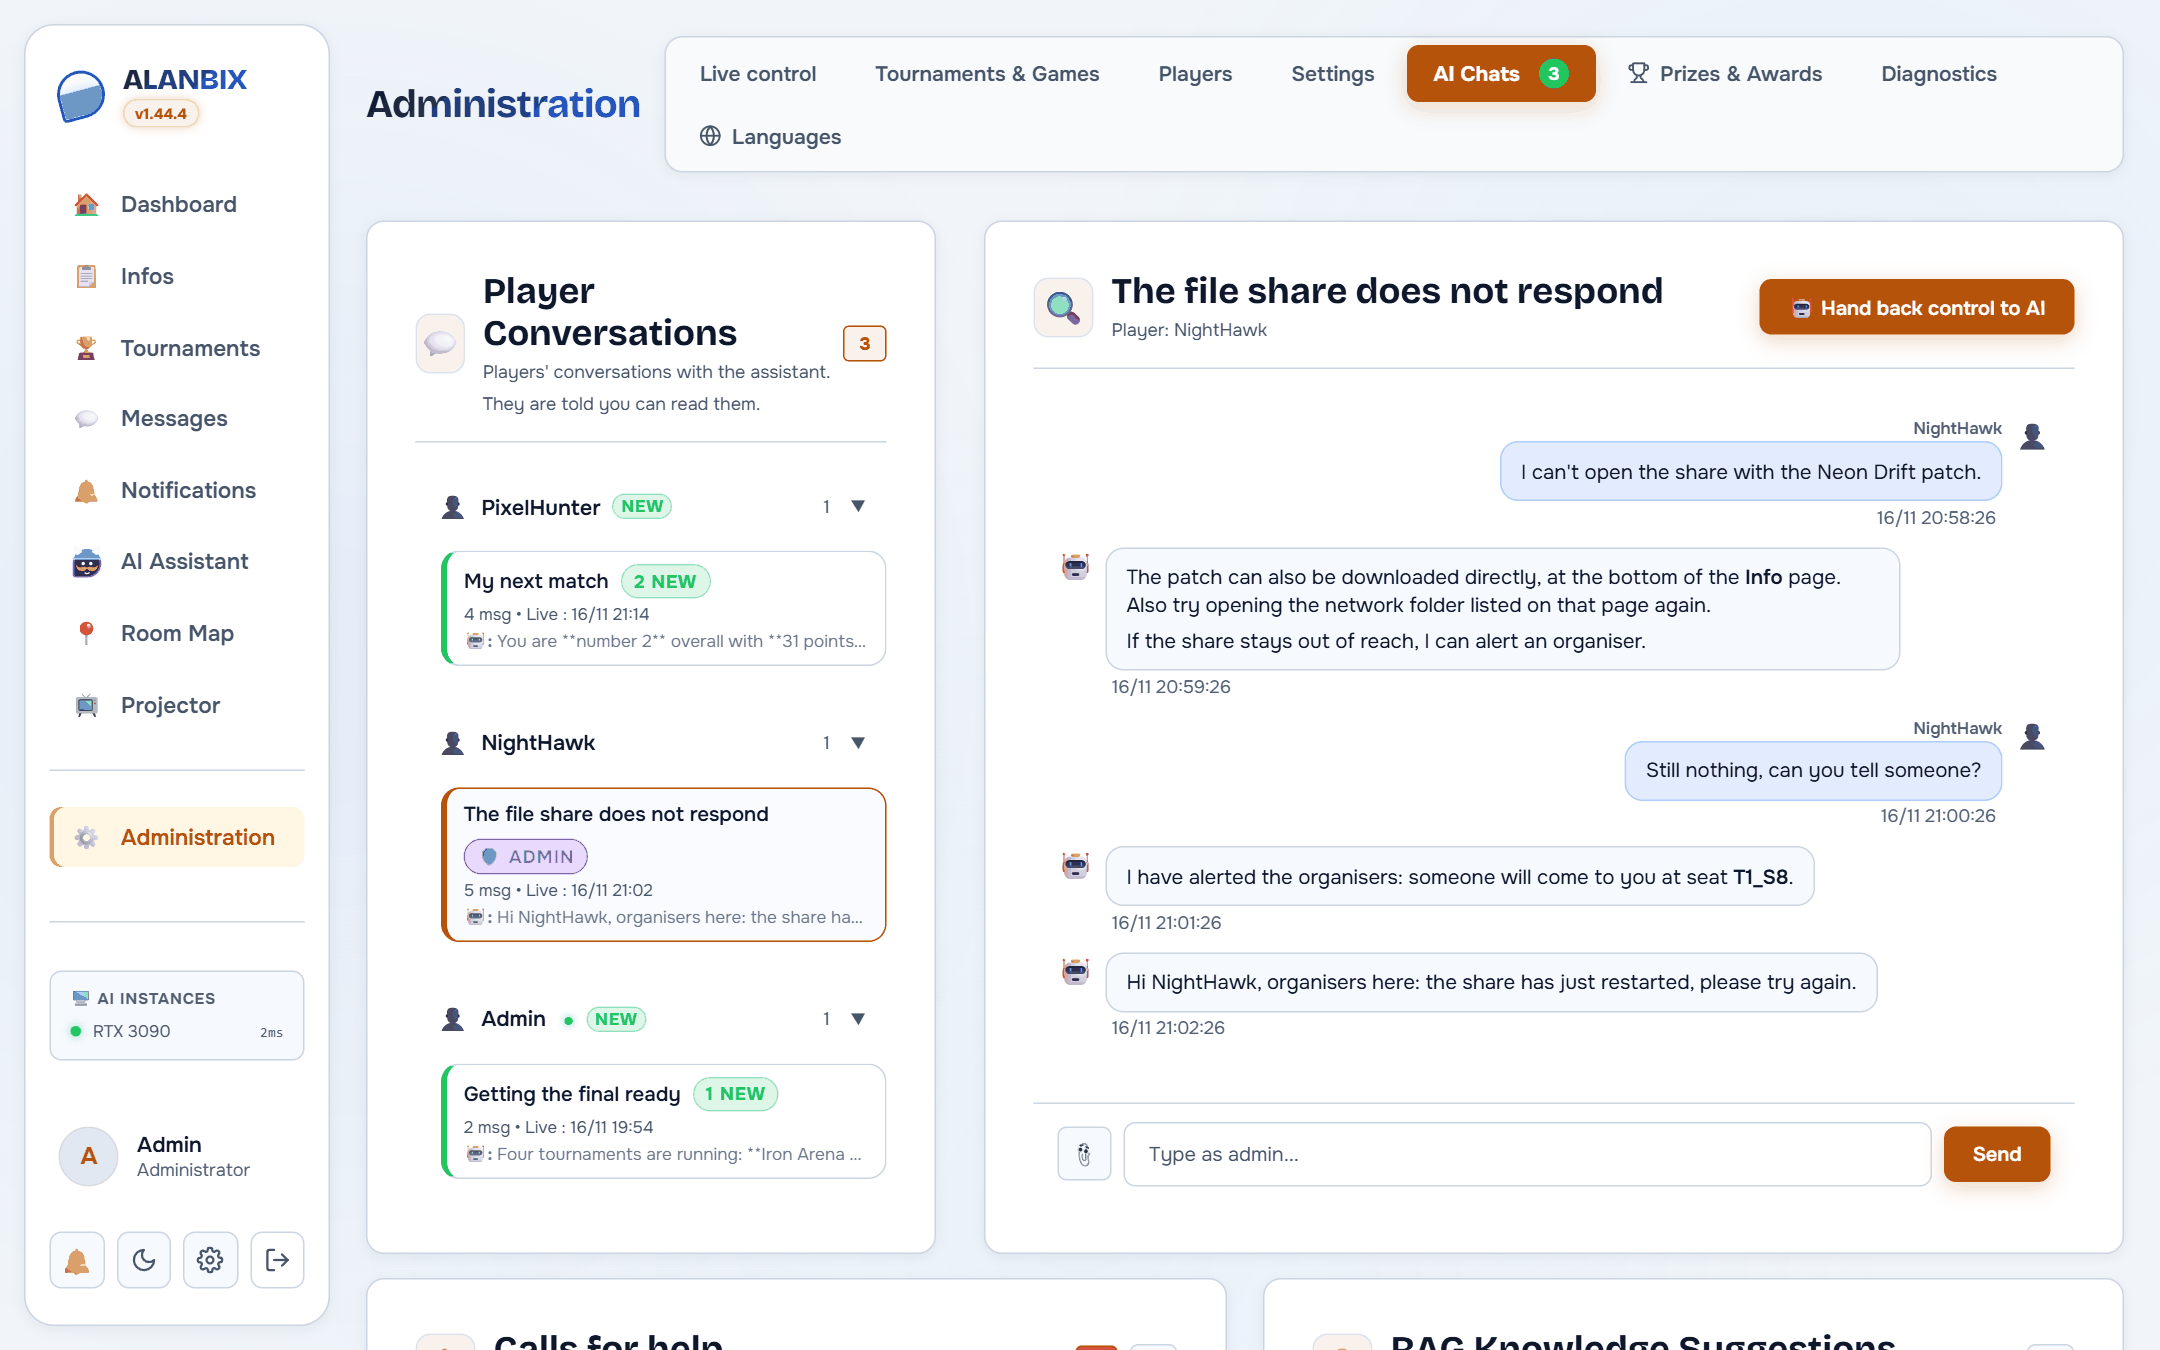 ALANBIX
v1.44.4
Dashboard
Infos
Tournaments
Messages
Notifications
AI Assistant
Room Map
Projector
Administration
AI INSTANCES
RTX 3090
2ms
A
Admin
Administrator
Administration
Live control
Tournaments & Games
Players
Settings
AI Chats 3
Prizes & Awards
Diagnostics
Languages
Player
Conversations
Players' conversations with the assistant.
They are told you can read them.
3
PixelHunter NEW 1 ▼
My next match 2 NEW
4 msg • Live : 16/11 21:14
: You are **number 2** overall with **31 points...
NightHawk 1 ▼
The file share does not respond
ADMIN
5 msg • Live : 16/11 21:02
: Hi NightHawk, organisers here: the share ha...
Admin NEW 1 ▼
Getting the final ready 1 NEW
2 msg • Live : 16/11 19:54
: Four tournaments are running: **Iron Arena ...
The file share does not respond
Player: NightHawk
Hand back control to AI
NightHawk
I can't open the share with the Neon Drift patch.
16/11 20:58:26
The patch can also be downloaded directly, at the bottom of the Info page.
Also try opening the network folder listed on that page again.
If the share stays out of reach, I can alert an organiser.
16/11 20:59:26
NightHawk
Still nothing, can you tell someone?
16/11 21:00:26
I have alerted the organisers: someone will come to you at seat T1_S8.
16/11 21:01:26
Hi NightHawk, organisers here: the share has just restarted, please try again.
16/11 21:02:26
Type as admin...
Send
Calls for help
RAG Knowledge Suggestions